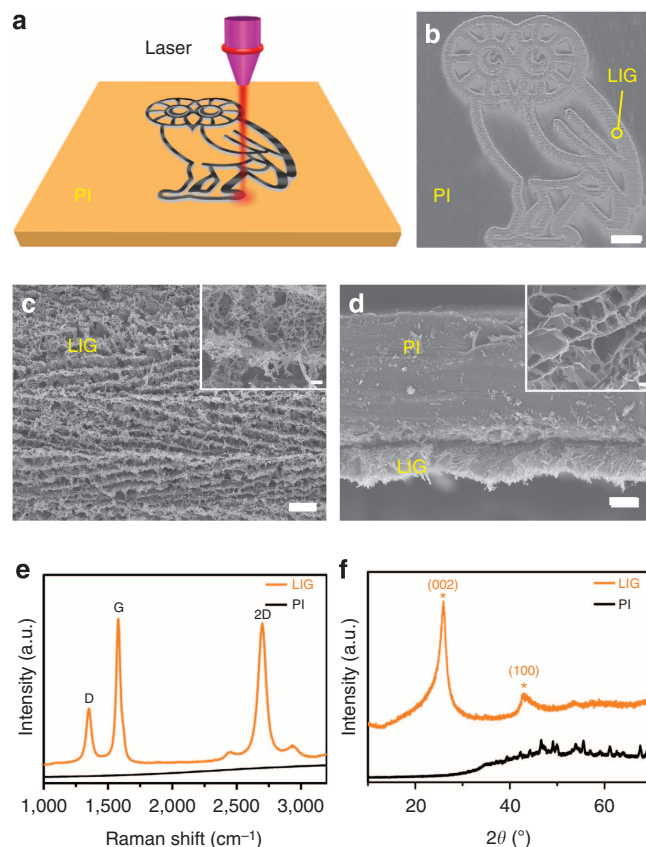 a
Laser
PI
b
LIG
PI
c
LIG
d
PI
LIG
e
LIG
PI
D
G
2D
Intensity (a.u.)
1,000 1,500 2,000 2,500 3,000
Raman shift (cm⁻¹)
f
(002)
*
(100)
*
LIG
PI
Intensity (a.u.)
20 40 60
2θ (°)